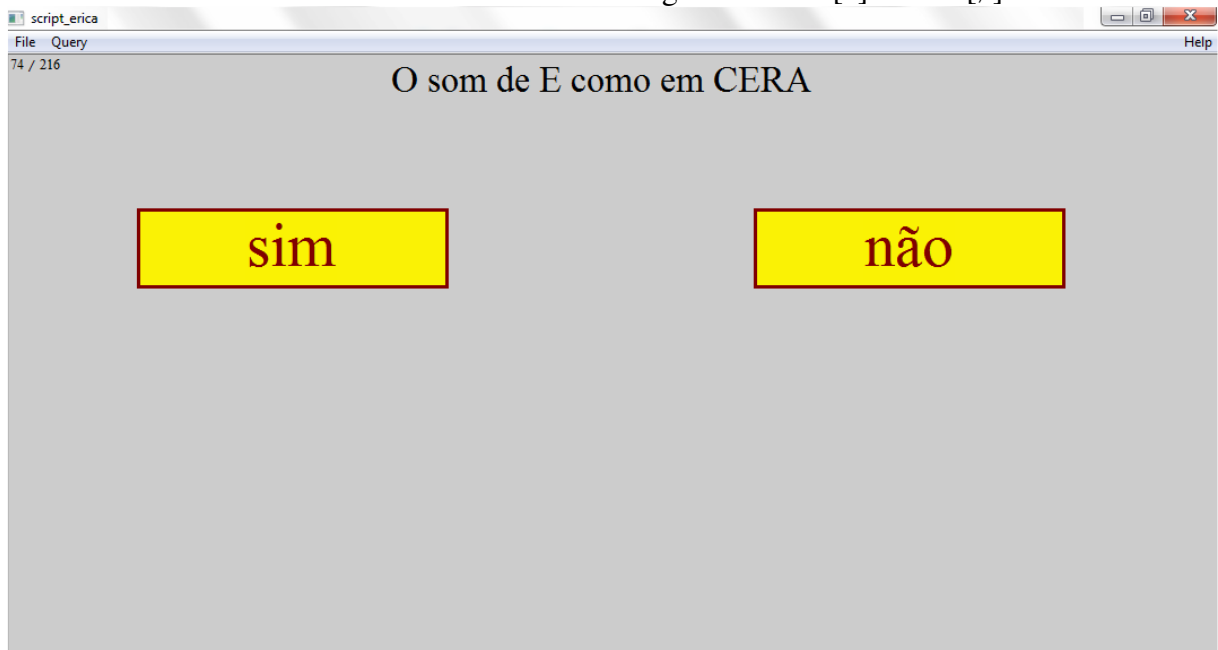 script_erica
File Query Help
74 / 216
O som de E como em CERA
sim não